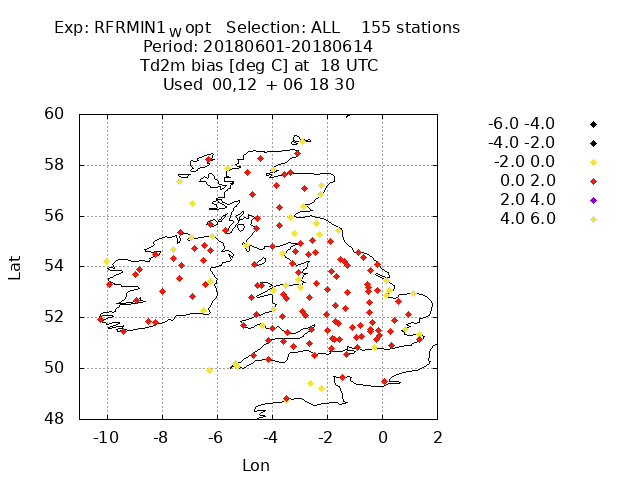 Exp: RFRMIN1_W opt Selection: ALL 155 stations
Period: 20180601-20180614
Td2m bias [deg C] at 18 UTC
Used 00,12 + 06 18 30
60
58
56
54
52
50
48
Lat
-10 -8 -6 -4 -2 0 2
Lon
-6.0 -4.0
-4.0 -2.0
-2.0 0.0
0.0 2.0
2.0 4.0
4.0 6.0